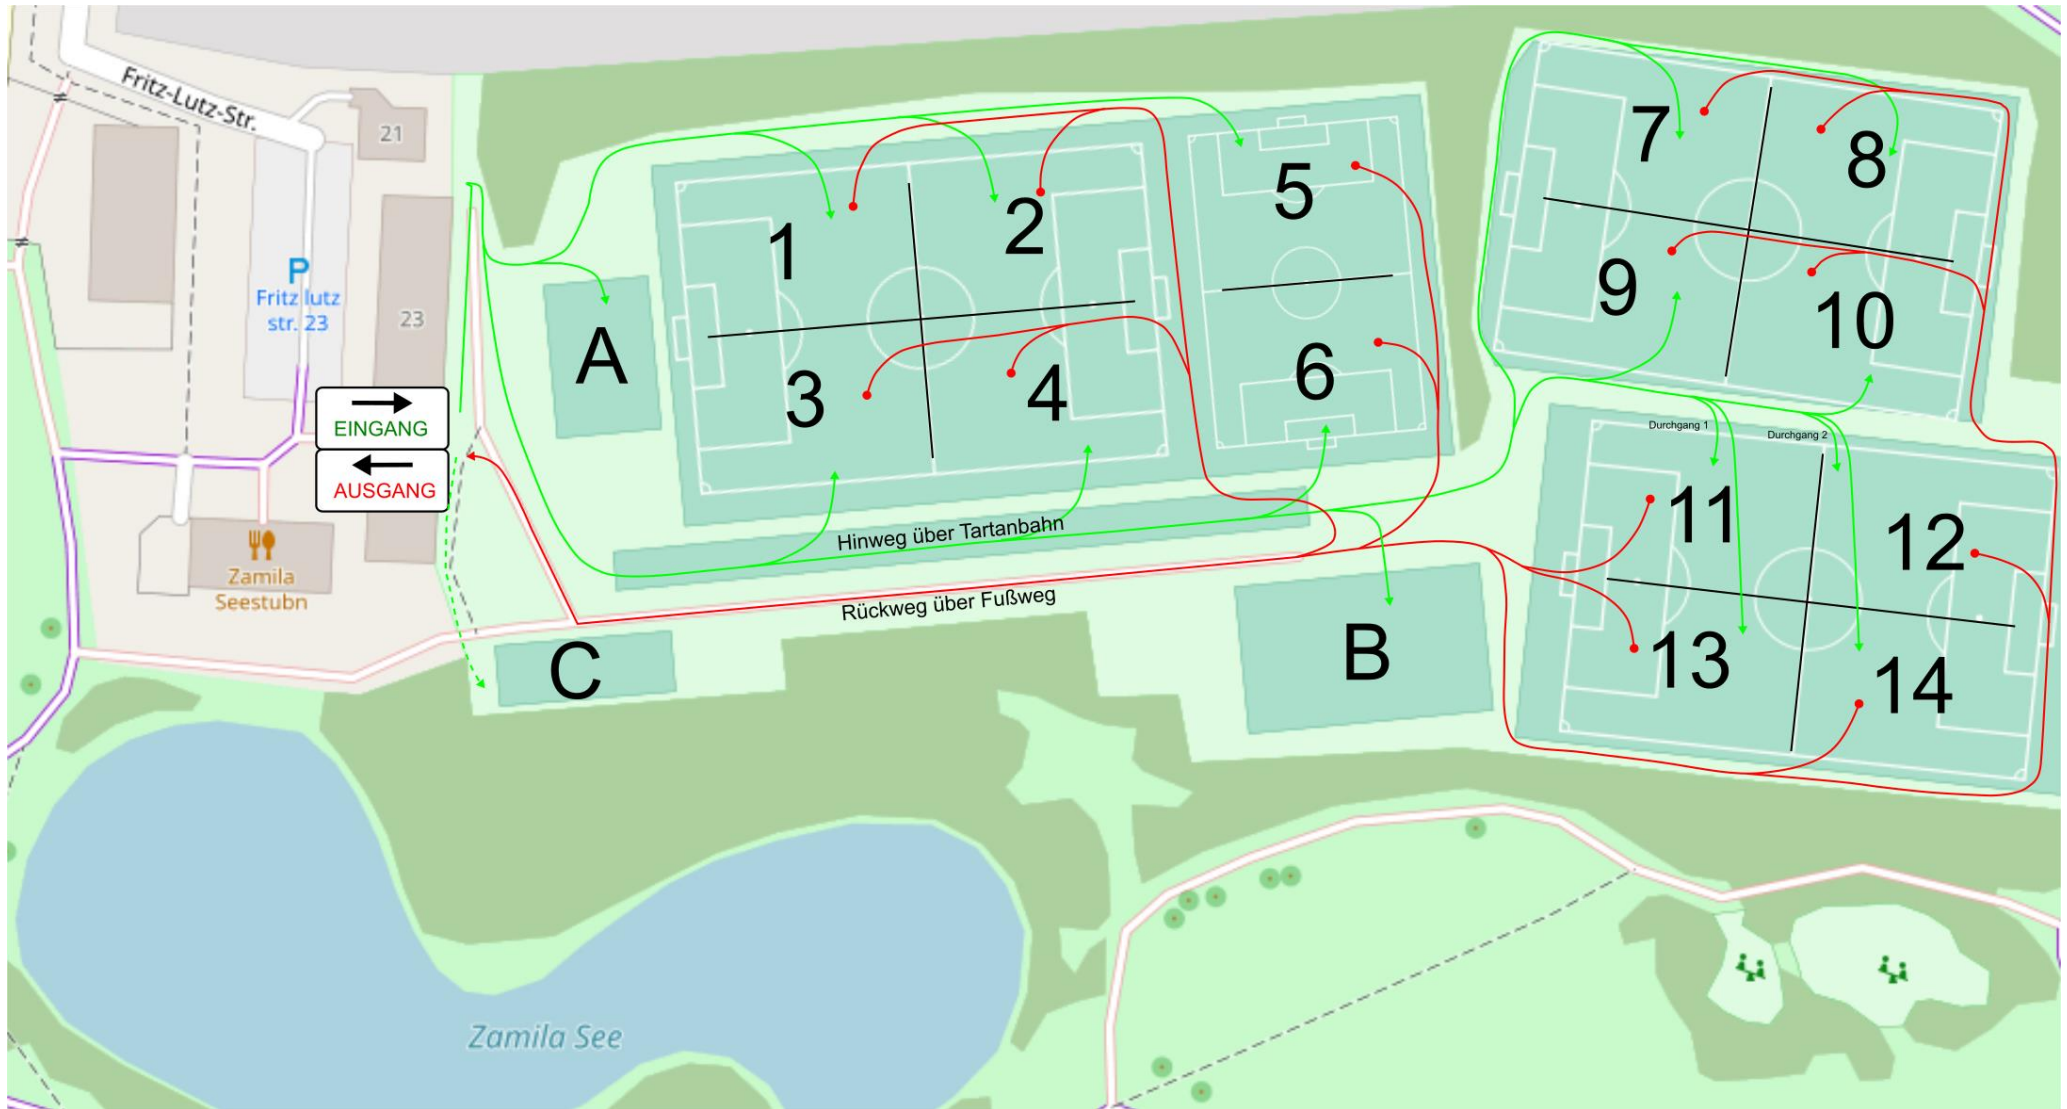 Fritz-Lutz-Str.
21
P
Fritz lutz
str. 23
23
EINGANG
AUSGANG
Zamila
Seestubn
A
1
2
3
4
5
6
7
8
9
10
Durchgang 1
Durchgang 2
11
12
13
14
Hinweg über Tartanbahn
Rückweg über Fußweg
B
C
Zamila See